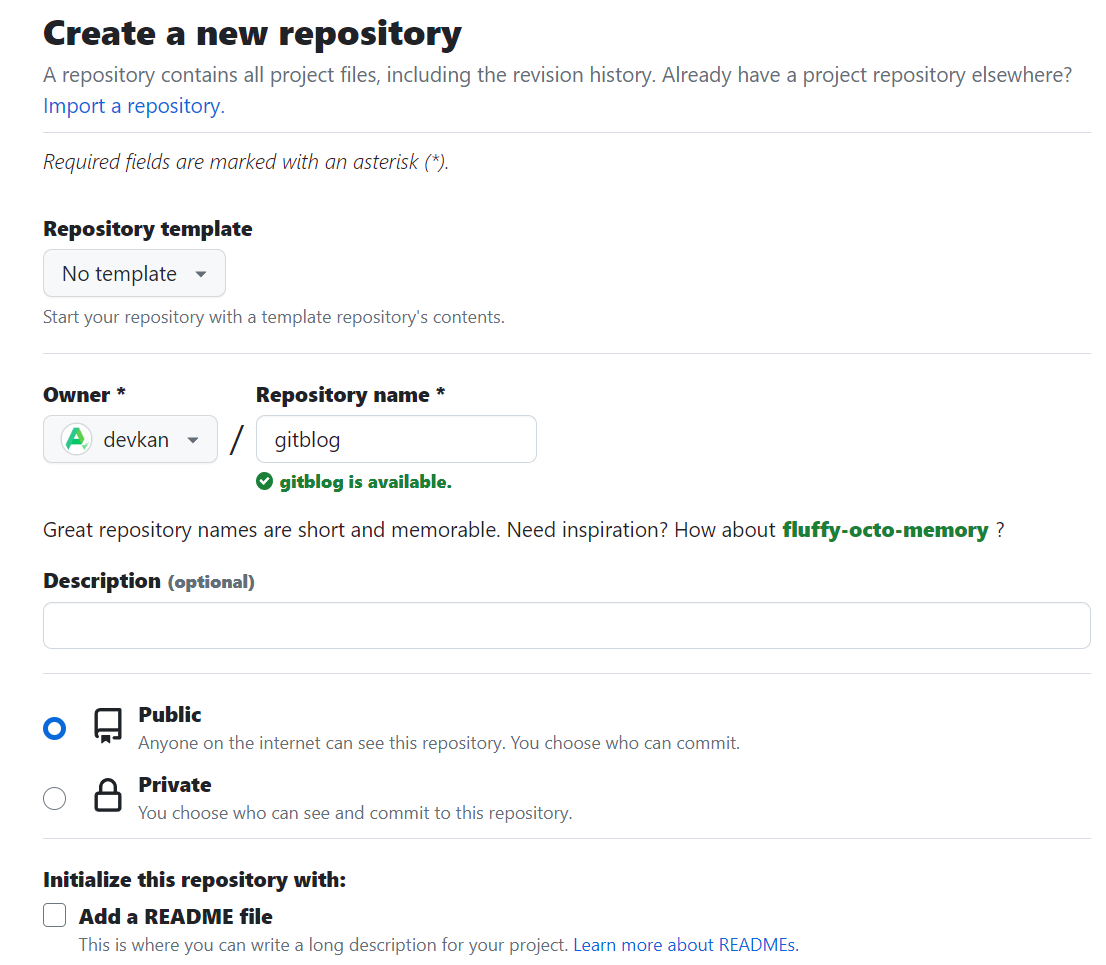 Create a new repository
A repository contains all project files, including the revision history. Already have a project repository elsewhere?
Import a repository.
Required fields are marked with an asterisk (*).
Repository template
No template
Start your repository with a template repository's contents.
Owner * Repository name *
devkan / gitblog
gitblog is available.
Great repository names are short and memorable. Need inspiration? How about fluffy-octo-memory ?
Description (optional)
Public
Anyone on the internet can see this repository. You choose who can commit.
Private
You choose who can see and commit to this repository.
Initialize this repository with:
Add a README file
This is where you can write a long description for your project. Learn more about READMEs.